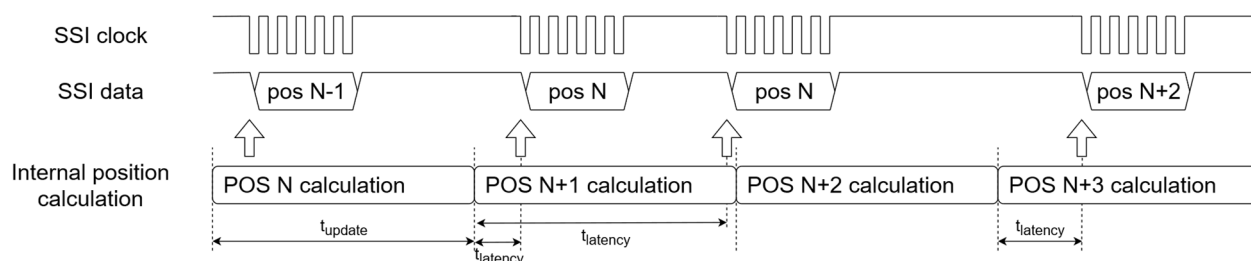 SSI clock
SSI data
pos N-1
pos N
pos N
pos N+2
Internal position
calculation
POS N calculation
POS N+1 calculation
POS N+2 calculation
POS N+3 calculation
tupdate
tlatency
tlatency
tlatency